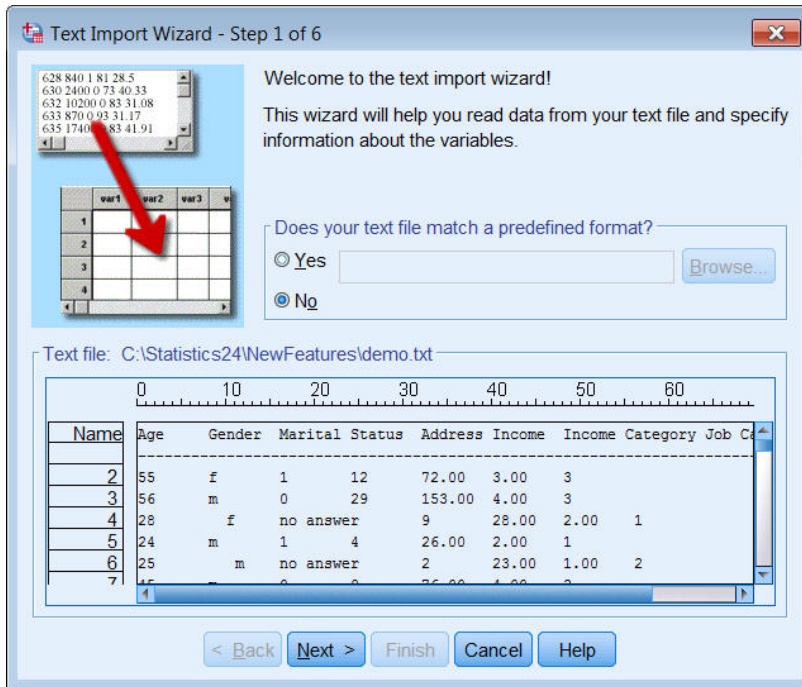 Text Import Wizard - Step 1 of 6
628 840 1 81 28.5
630 2400 0 73 40.33
632 10200 0 83 31.08
633 870 0 93 31.17
635 1740 83 41.91
var1 var2 var3 v
1
2
3
4
Welcome to the text import wizard!
This wizard will help you read data from your text file and specify
information about the variables.
Does your text file match a predefined format?
Yes Browse...
No
Text file: C:\Statistics24\NewFeatures\demo.txt
0 10 20 30 40 50 60
Name Age Gender Marital Status Address Income Income Category Job Ca
2 55 f 1 12 72.00 3.00 3
3 56 m 0 29 153.00 4.00 3
4 28 f no answer 9 28.00 2.00 1
5 24 m 1 4 26.00 2.00 1
6 25 m no answer 2 23.00 1.00 2
7
< Back Next > Finish Cancel Help